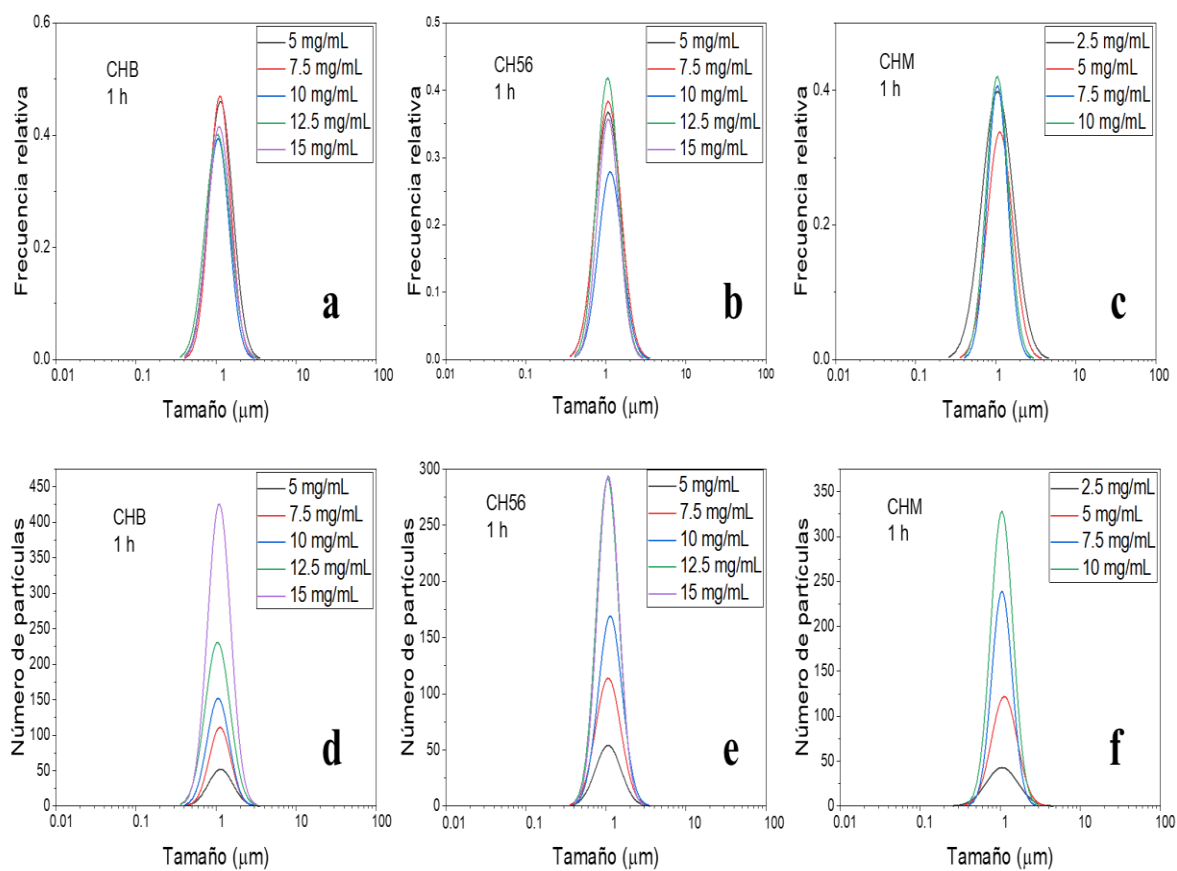 Frecuencia relativa
0.6
0.4
0.2
0.0
CHB
1 h
5 mg/mL
7.5 mg/mL
10 mg/mL
12.5 mg/mL
15 mg/mL
a
0.01 0.1 1 10 100
Tamaño (μm)
Frecuencia relativa
0.5
0.4
0.3
0.2
0.1
0.0
CH56
1 h
5 mg/mL
7.5 mg/mL
10 mg/mL
12.5 mg/mL
15 mg/mL
b
0.01 0.1 1 10 100
Tamaño (μm)
Frecuencia relativa
0.4
0.2
0.0
CHM
1 h
2.5 mg/mL
5 mg/mL
7.5 mg/mL
10 mg/mL
c
0.01 0.1 1 10 100
Tamaño (μm)
Número de partículas
450
400
350
300
250
200
150
100
50
0
CHB
1 h
5 mg/mL
7.5 mg/mL
10 mg/mL
12.5 mg/mL
15 mg/mL
d
0.01 0.1 1 10 100
Tamaño (μm)
Número de partículas
300
250
200
150
100
50
0
CH56
1 h
5 mg/mL
7.5 mg/mL
10 mg/mL
12.5 mg/mL
15 mg/mL
e
0.01 0.1 1 10 100
Tamaño (μm)
Número de partículas
350
300
250
200
150
100
50
0
CHM
1 h
2.5 mg/mL
5 mg/mL
7.5 mg/mL
10 mg/mL
f
0.01 0.1 1 10 100
Tamaño (μm)